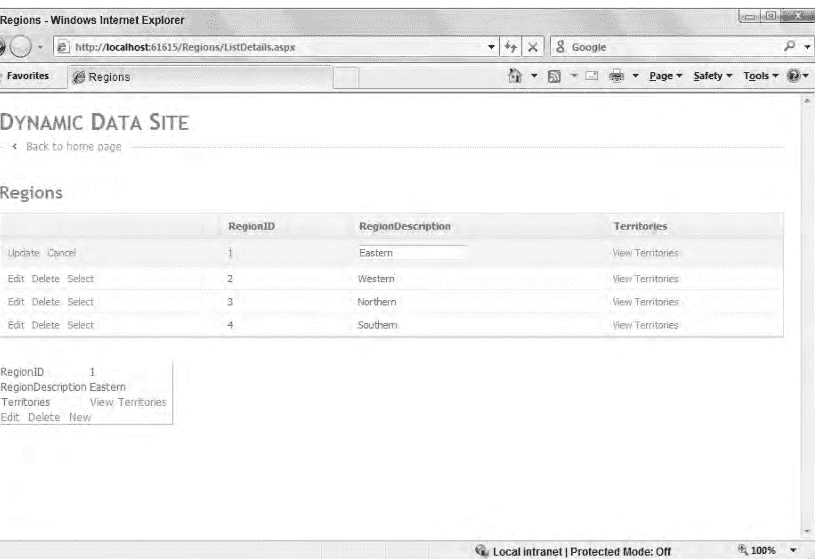 Regions - Windows Internet Explorer
http://localhost:61615/Regions/ListDetails.aspx
Google
Favorites
Regions
Page
Safety
Tools
DYNAMIC DATA SITE
< Back to home page
Regions
RegionID RegionDescription Territories
Update Cancel 1 Eastern View Territories
Edit Delete Select 2 Western View Territories
Edit Delete Select 3 Northern View Territories
Edit Delete Select 4 Southern View Territories
RegionID 1
RegionDescription Eastern
Territories View Territories
Edit Delete New
Local intranet | Protected Mode: Off
100%